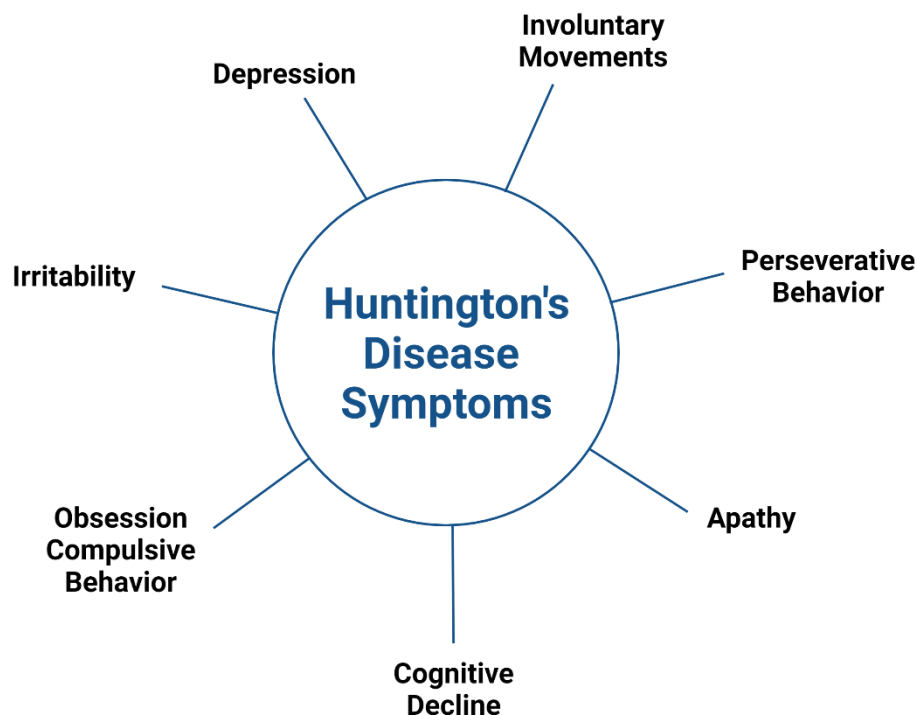 Involuntary
Movements
Depression
Perseverative
Behavior
Irritability
Huntington's
Disease
Symptoms
Apathy
Obsession
Compulsive
Behavior
Cognitive
Decline